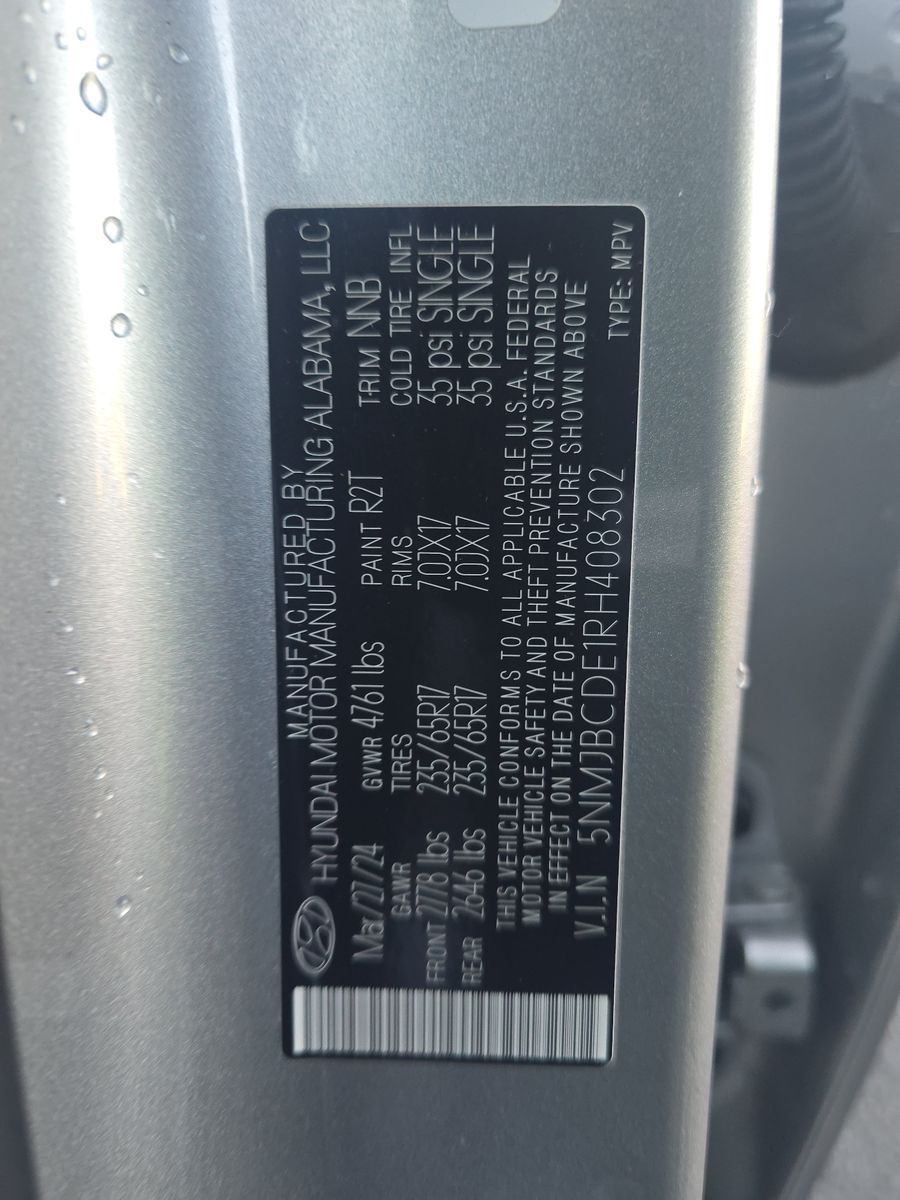 MANUFACTURED BY
HYUNDAI MOTOR MANUFACTURING ALABAMA, LLC
Mar/27/24 GVWR 4761 lbs PAINT R2T TRIM NNB
GAWR TIRES RIMS COLD TIRE INFL
FRONT 2778 lbs 235/65R17 7.0JX17 35 psi SINGLE
REAR 2646 lbs 235/65R17 7.0JX17 35 psi SINGLE
THIS VEHICLE CONFORMS TO ALL APPLICABLE U.S.A. FEDERAL
MOTOR VEHICLE SAFETY AND THEFT PREVENTION STANDARDS
IN EFFECT ON THE DATE OF MANUFACTURE SHOWN ABOVE
V.I.N 5NMJBCDE1RH408302 TYPE: MPV